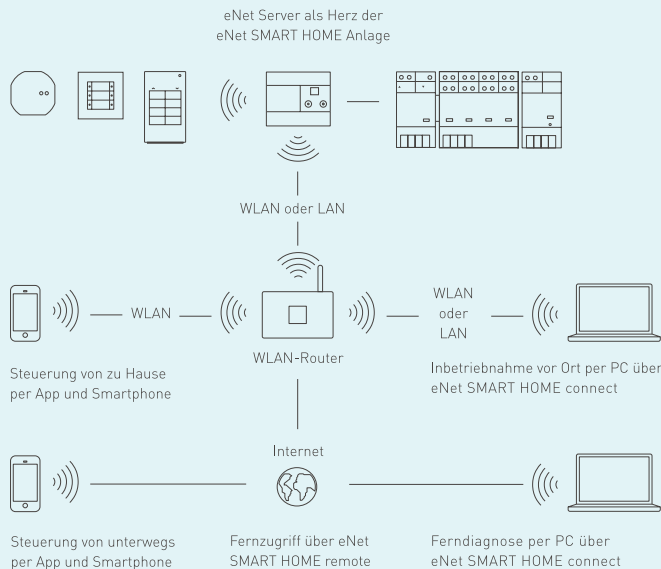 eNet Server als Herz der
eNet SMART HOME Anlage
WLAN oder LAN
WLAN
WLAN
oder
LAN
WLAN-Router
Steuerung von zu Hause
per App und Smartphone
Inbetriebnahme vor Ort per PC über
eNet SMART HOME connect
Internet
Steuerung von unterwegs
per App und Smartphone
Fernzugriff über eNet
SMART HOME remote
Ferndiagnose per PC über
eNet SMART HOME connect